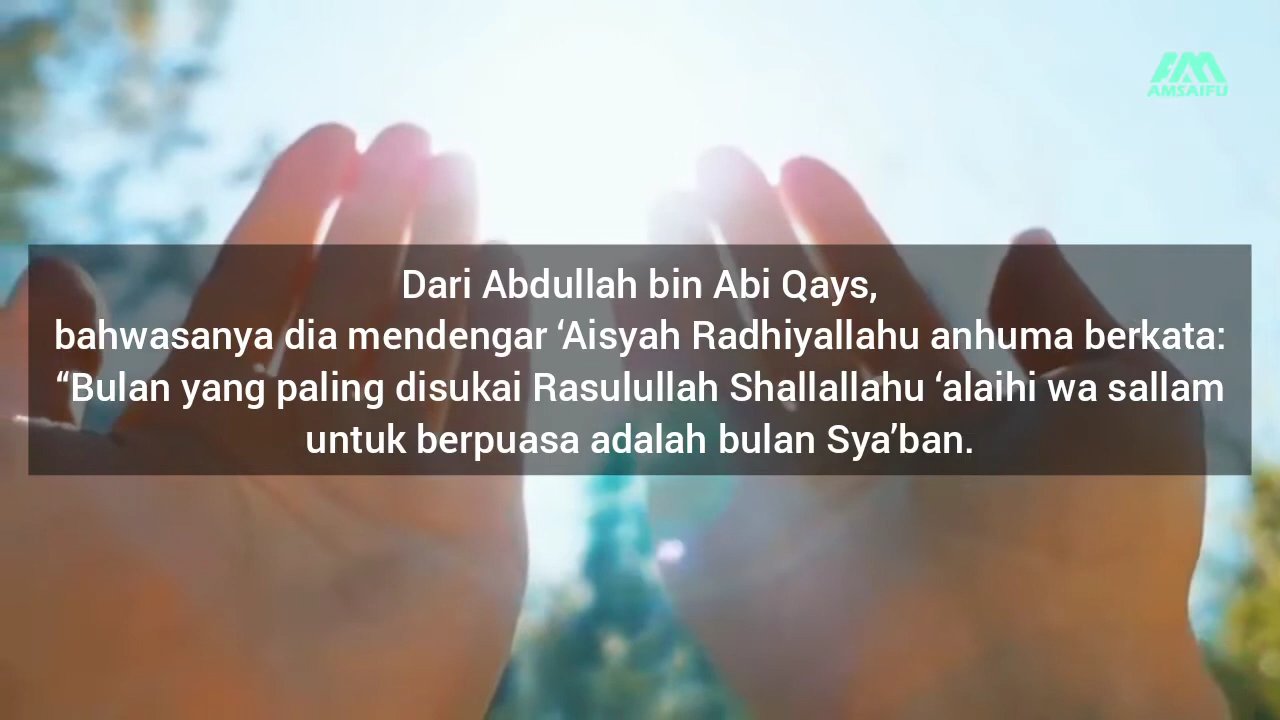 AMSAIFU
Dari Abdullah bin Abi Qays,
bahwasanya dia mendengar ‘Aisyah Radhiyallahu anhuma berkata:
“Bulan yang paling disukai Rasulullah Shallallahu ‘alaihi wa sallam
untuk berpuasa adalah bulan Sya’ban.